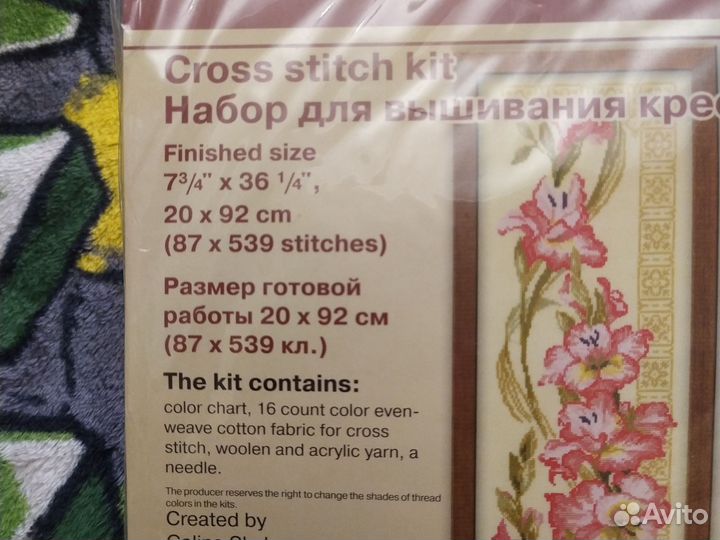 Cross stitch kit
Набор для вышивания
Finished size
7¾" x 36 ¼",
20 x 92 cm
(87 x 539 stitches)
Размер готовой
работы 20 x 92 см
(87 x 539 кл.)
The kit contains:
color chart, 16 count color even-
weave cotton fabric for cross
stitch, woolen and acrylic yarn, a
needle.
The producer reserves the right to change the shades of thread
colors in the kits.
Created by
Avito